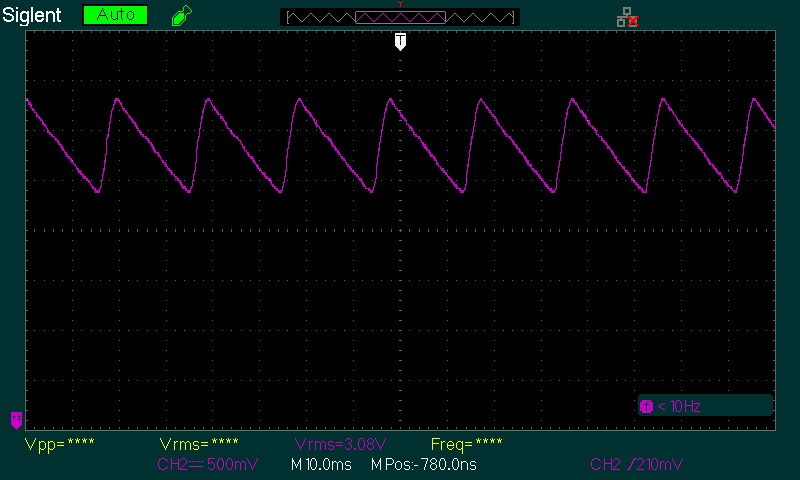 Siglent Auto T
T
f < 10Hz
Vpp=**** Vrms=**** Vrms=3.08V Freq=****
CH2 500mV M 10.0ms M Pos:-780.0ns CH2 /210mV